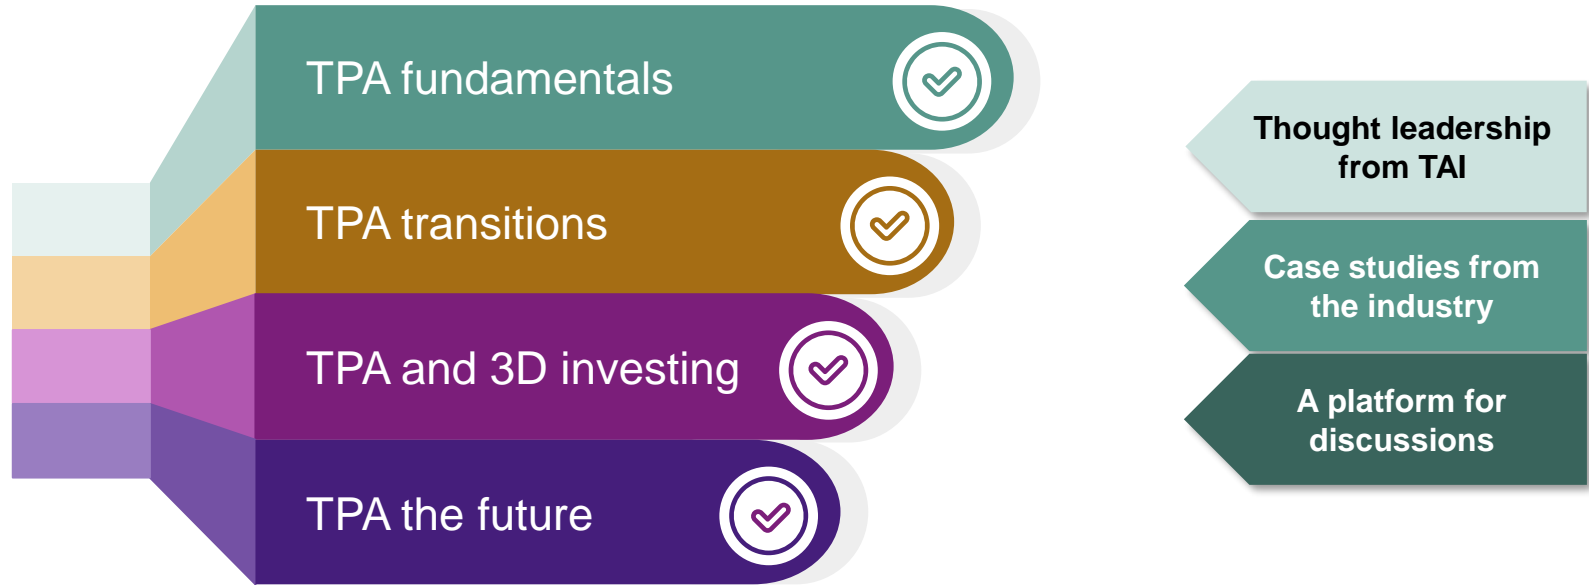 TPA fundamentals
TPA transitions
TPA and 3D investing
TPA the future
Thought leadership
from TAI
Case studies from
the industry
A platform for
discussions